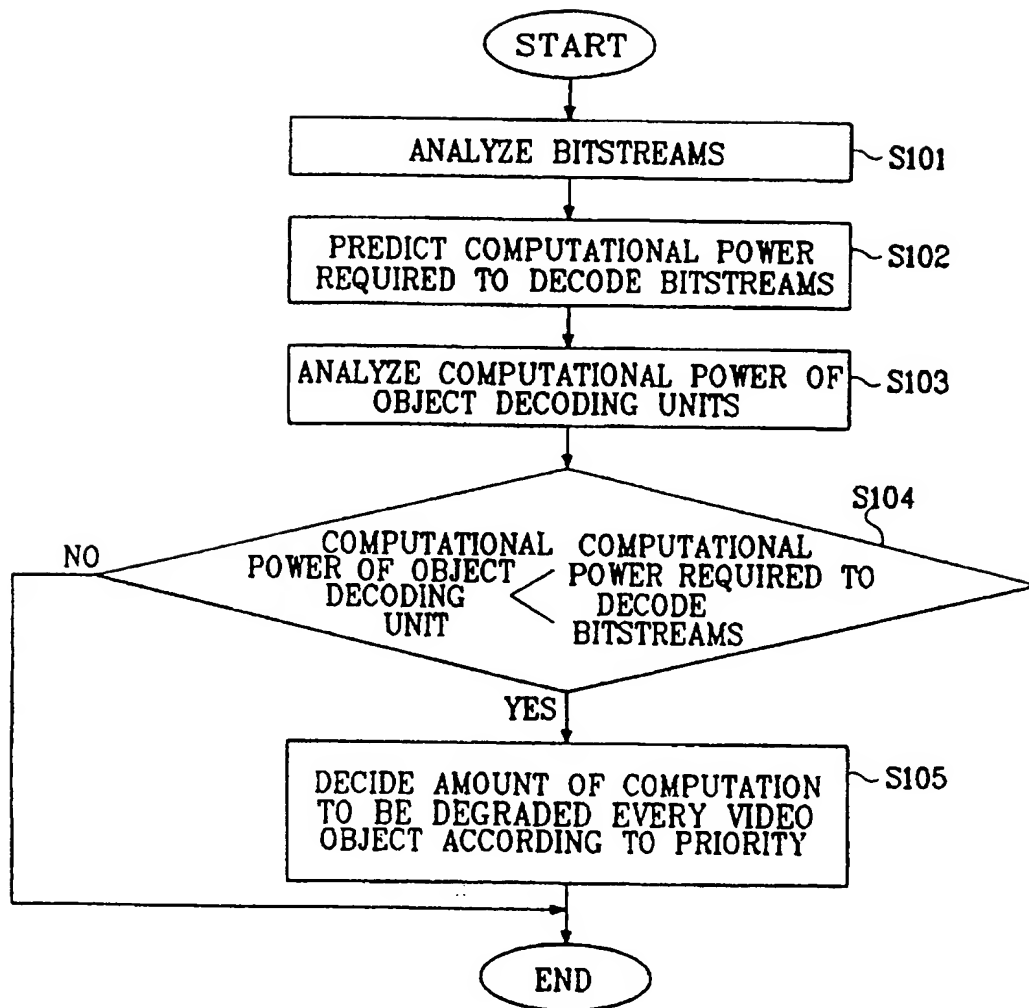 START
ANALYZE BITSTREAMS
S101
PREDICT COMPUTATIONAL POWER
REQUIRED TO DECODE BITSTREAMS
S102
ANALYZE COMPUTATIONAL POWER OF
OBJECT DECODING UNITS
S103
S104
NO
COMPUTATIONAL
POWER OF OBJECT
DECODING
UNIT
<
COMPUTATIONAL
POWER REQUIRED TO
DECODE
BITSTREAMS
YES
DECIDE AMOUNT OF COMPUTATION
TO BE DEGRADED EVERY VIDEO
OBJECT ACCORDING TO PRIORITY
S105
END